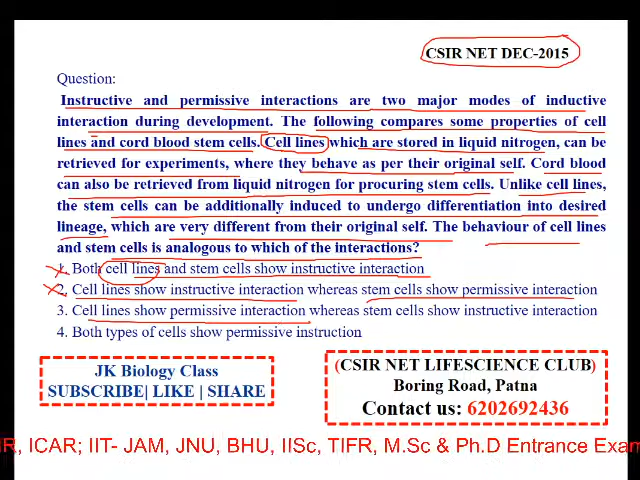 CSIR NET DEC-2015
Question:
Instructive and permissive interactions are two major modes of inductive
interaction during development. The following compares some properties of cell
lines and cord blood stem cells. Cell lines which are stored in liquid nitrogen, can be
retrieved for experiments, where they behave as per their original self. Cord blood
can also be retrieved from liquid nitrogen for procuring stem cells. Unlike cell lines,
the stem cells can be additionally induced to undergo differentiation into desired
lineage, which are very different from their original self. The behaviour of cell lines
and stem cells is analogous to which of the interactions?
1. Both cell lines and stem cells show instructive interaction
2. Cell lines show instructive interaction whereas stem cells show permissive interaction
3. Cell lines show permissive interaction whereas stem cells show instructive interaction
4. Both types of cells show permissive instruction
JK Biology Class
SUBSCRIBE| LIKE | SHARE
(CSIR NET LIFESCIENCE CLUB)
Boring Road, Patna
Contact us: 6202692436
IR, ICAR; IIT- JAM, JNU, BHU, IISc, TIFR, M.Sc & Ph.D Entrance Exam